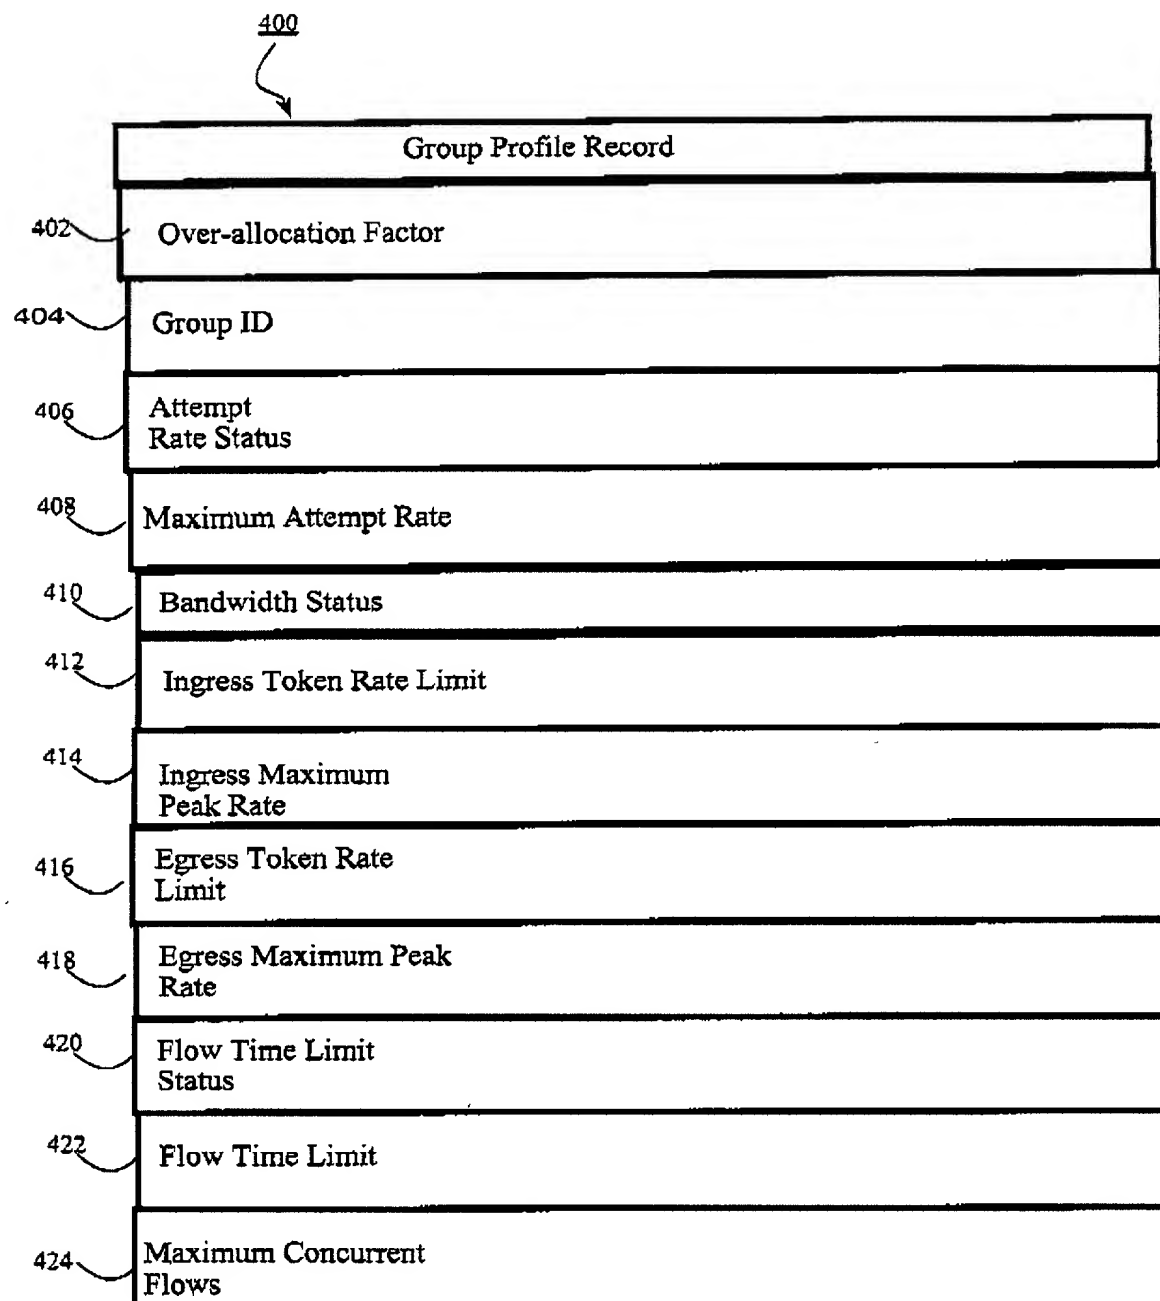 400
Group Profile Record
402 Over-allocation Factor
404 Group ID
406 Attempt
Rate Status
408 Maximum Attempt Rate
410 Bandwidth Status
412 Ingress Token Rate Limit
414 Ingress Maximum
Peak Rate
416 Egress Token Rate
Limit
418 Egress Maximum Peak
Rate
420 Flow Time Limit
Status
422 Flow Time Limit
424 Maximum Concurrent
Flows